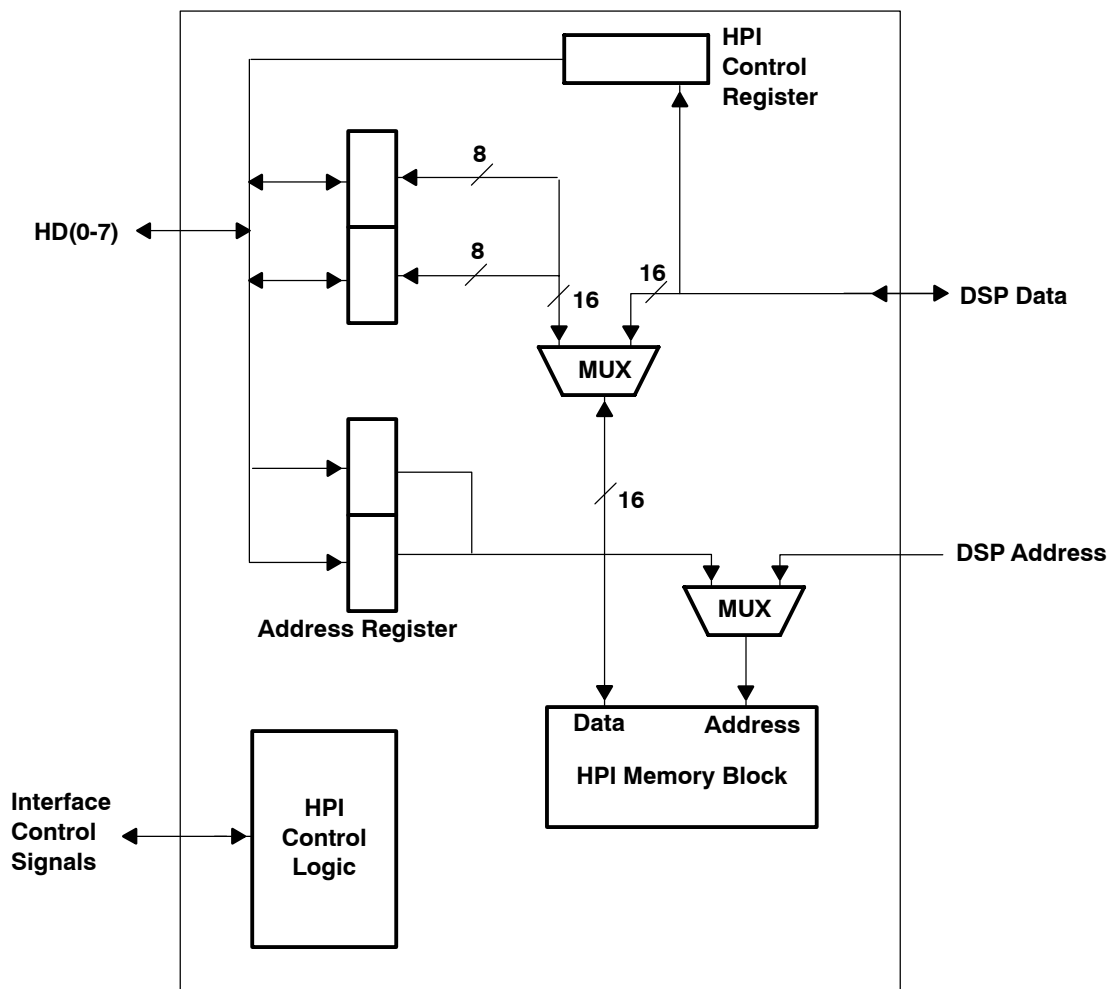 HPI
Control
Register
8
HD(0-7)
8
16
16
DSP Data
MUX
16
DSP Address
MUX
Address Register
Data
Address
HPI Memory Block
Interface
Control
Signals
HPI
Control
Logic